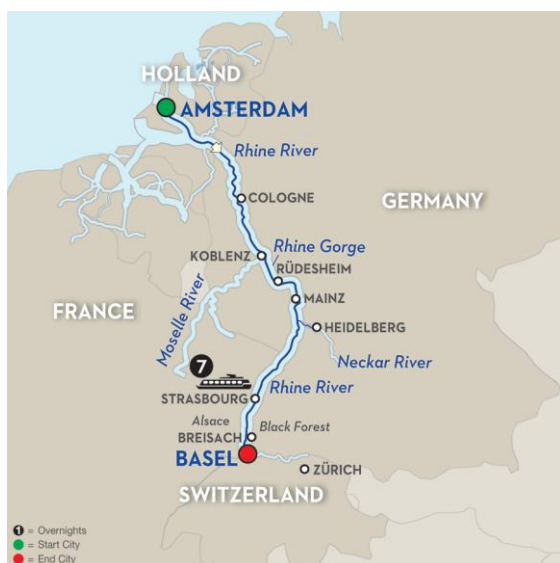 HOLLAND
AMSTERDAM
Rhine River
COLOGNE
GERMANY
KOBLENZ
Rhine Gorge
RÜDESHEIM
MAINZ
FRANCE
Moselle River
HEIDELBERG
Neckar River
7
STRASBOURG
Rhine River
Alsace
Black Forest
BREISACH
BASEL
ZÜRICH
SWITZERLAND
1 = Overnights
= Start City
= End City